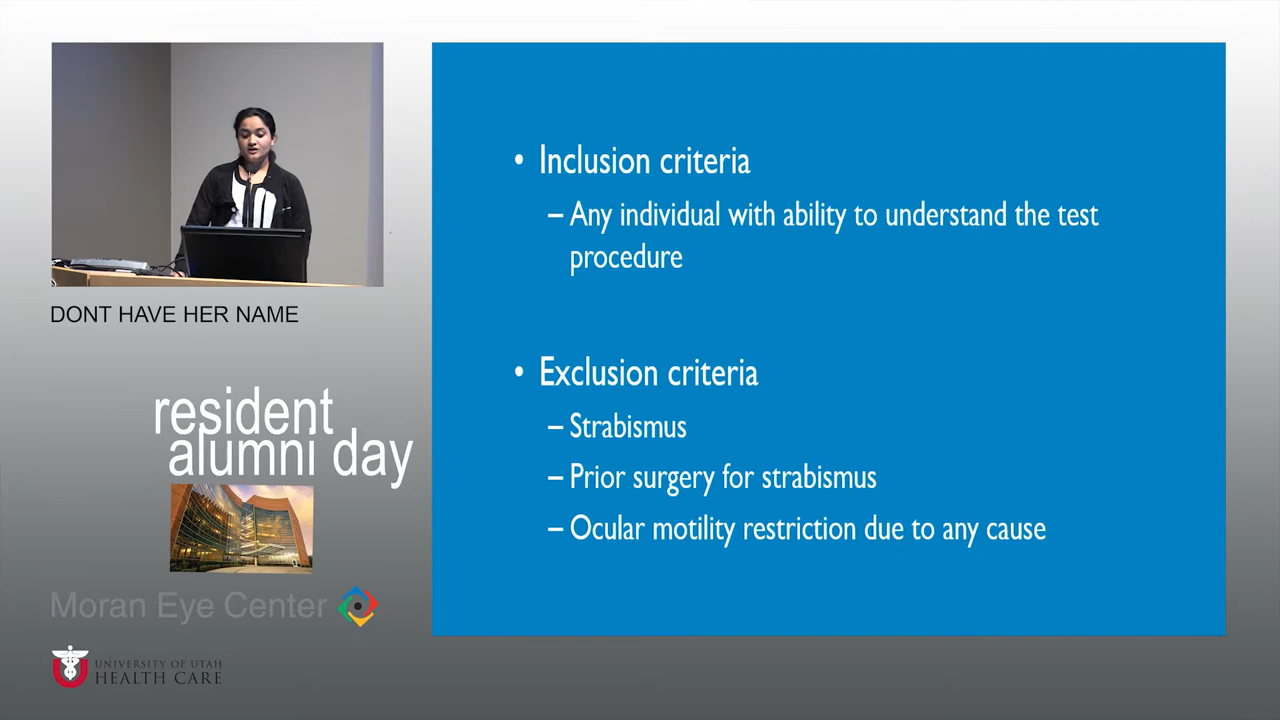 • Inclusion criteria
– Any individual with ability to understand the test
procedure
• Exclusion criteria
– Strabismus
– Prior surgery for strabismus
– Ocular motility restriction due to any cause
DONT HAVE HER NAME
resident
alumni day
Moran Eye Center
UNIVERSITY OF UTAH
HEALTH CARE